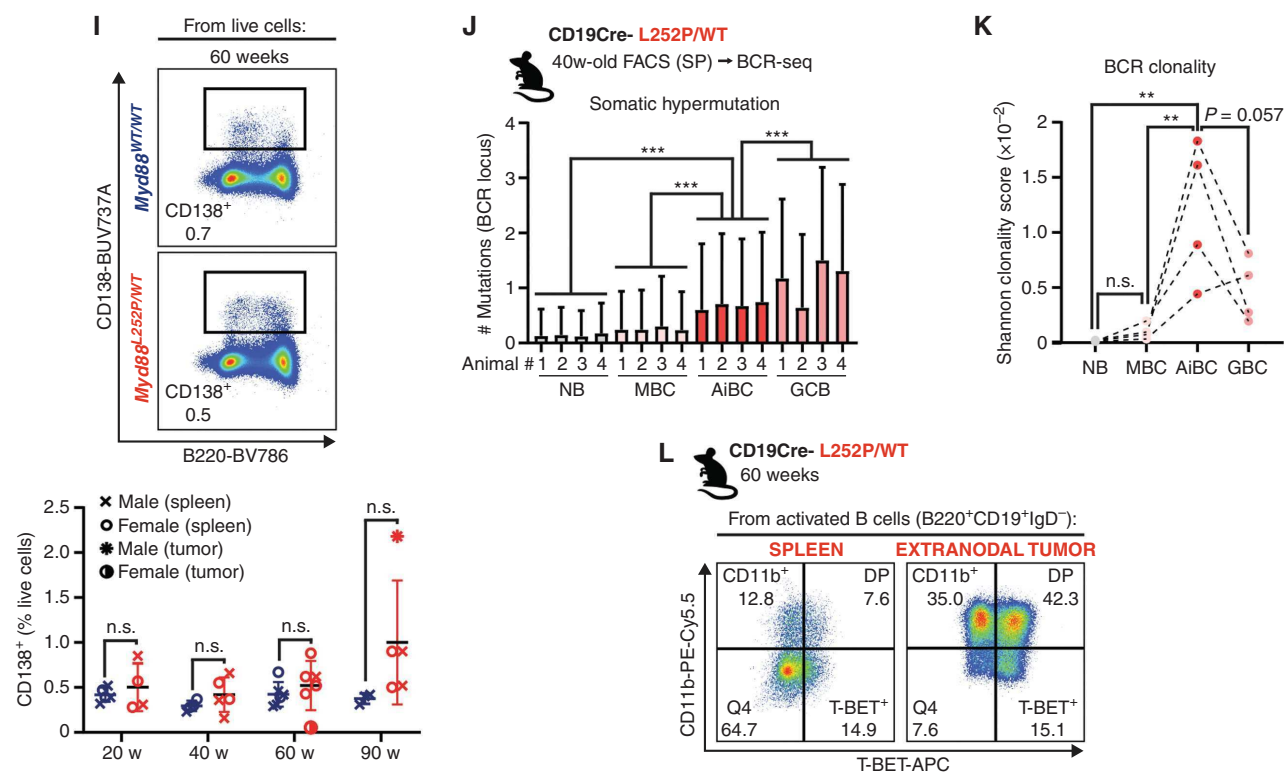 I
From live cells:
60 weeks
Myd88WT/WT
CD138+
0.7
Myd88L252P/WT
CD138+
0.5
CD138-BUV737A
B220-BV786
Male (spleen)
Female (spleen)
Male (tumor)
Female (tumor)
CD138+ (% live cells)
2.5
2.0
1.5
1.0
0.5
0
n.s.
n.s.
n.s.
n.s.
20 w
40 w
60 w
90 w
J
CD19Cre- L252P/WT
40w-old FACS (SP) → BCR-seq
Somatic hypermutation
# Mutations (BCR locus)
4
3
2
1
0
***
***
***
Animal # 1 2 3 4 1 2 3 4 1 2 3 4 1 2 3 4
NB MBC AiBC GCB
K
BCR clonality
Shannon clonality score (×10−2)
2
1.5
1
0.5
0
**
**
P = 0.057
n.s.
NB MBC AiBC GBC
L
CD19Cre- L252P/WT
60 weeks
From activated B cells (B220+CD19+IgD−):
SPLEEN
EXTRANODAL TUMOR
CD11b+ DP
12.8 7.6
Q4 T-BET+
64.7 14.9
CD11b+ DP
35.0 42.3
Q4 T-BET+
7.6 15.1
CD11b-PE-Cy5.5
T-BET-APC